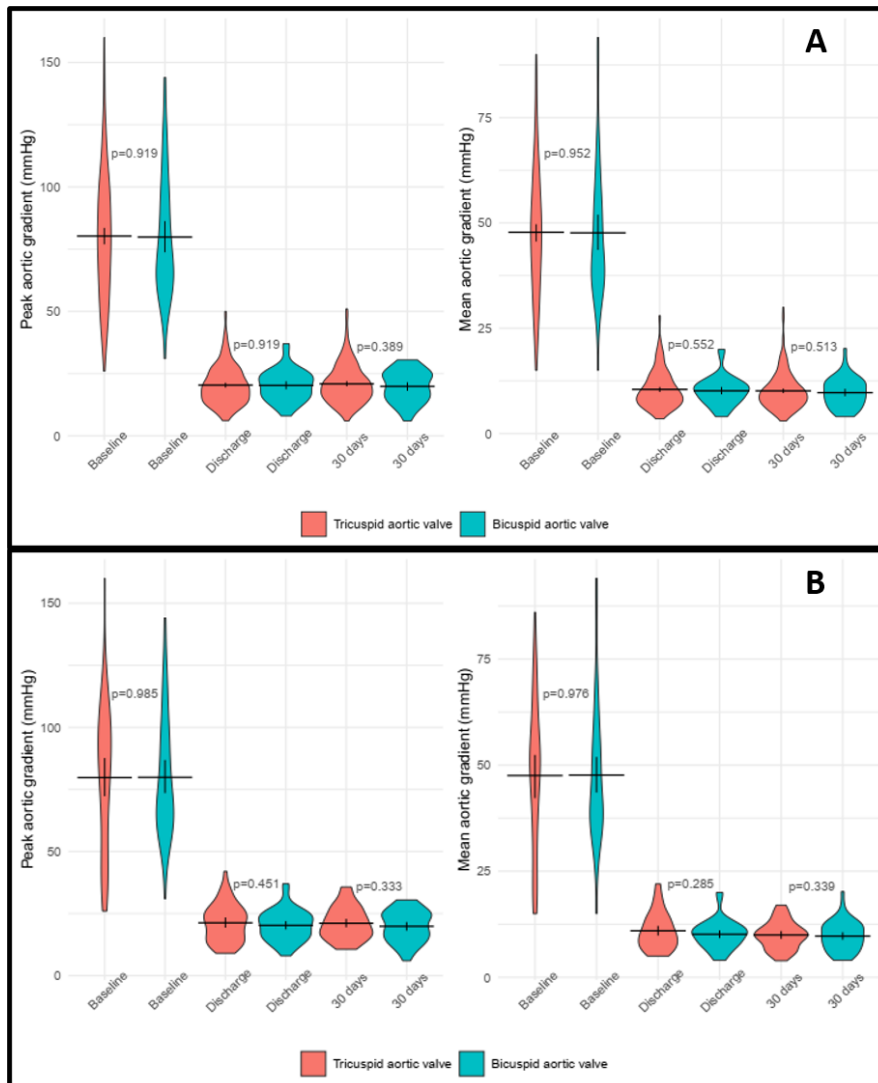 A
Peak aortic gradient (mmHg)
150
100
50
0
p=0.919
p=0.919
p=0.389
Baseline
Baseline
Discharge
Discharge
30 days
30 days
Mean aortic gradient (mmHg)
75
50
25
0
p=0.952
p=0.552
p=0.513
Baseline
Baseline
Discharge
Discharge
30 days
30 days
Tricuspid aortic valve
Bicuspid aortic valve
B
Peak aortic gradient (mmHg)
150
100
50
0
p=0.985
p=0.451
p=0.333
Baseline
Baseline
Discharge
Discharge
30 days
30 days
Mean aortic gradient (mmHg)
75
50
25
0
p=0.976
p=0.285
p=0.339
Baseline
Baseline
Discharge
Discharge
30 days
30 days
Tricuspid aortic valve
Bicuspid aortic valve